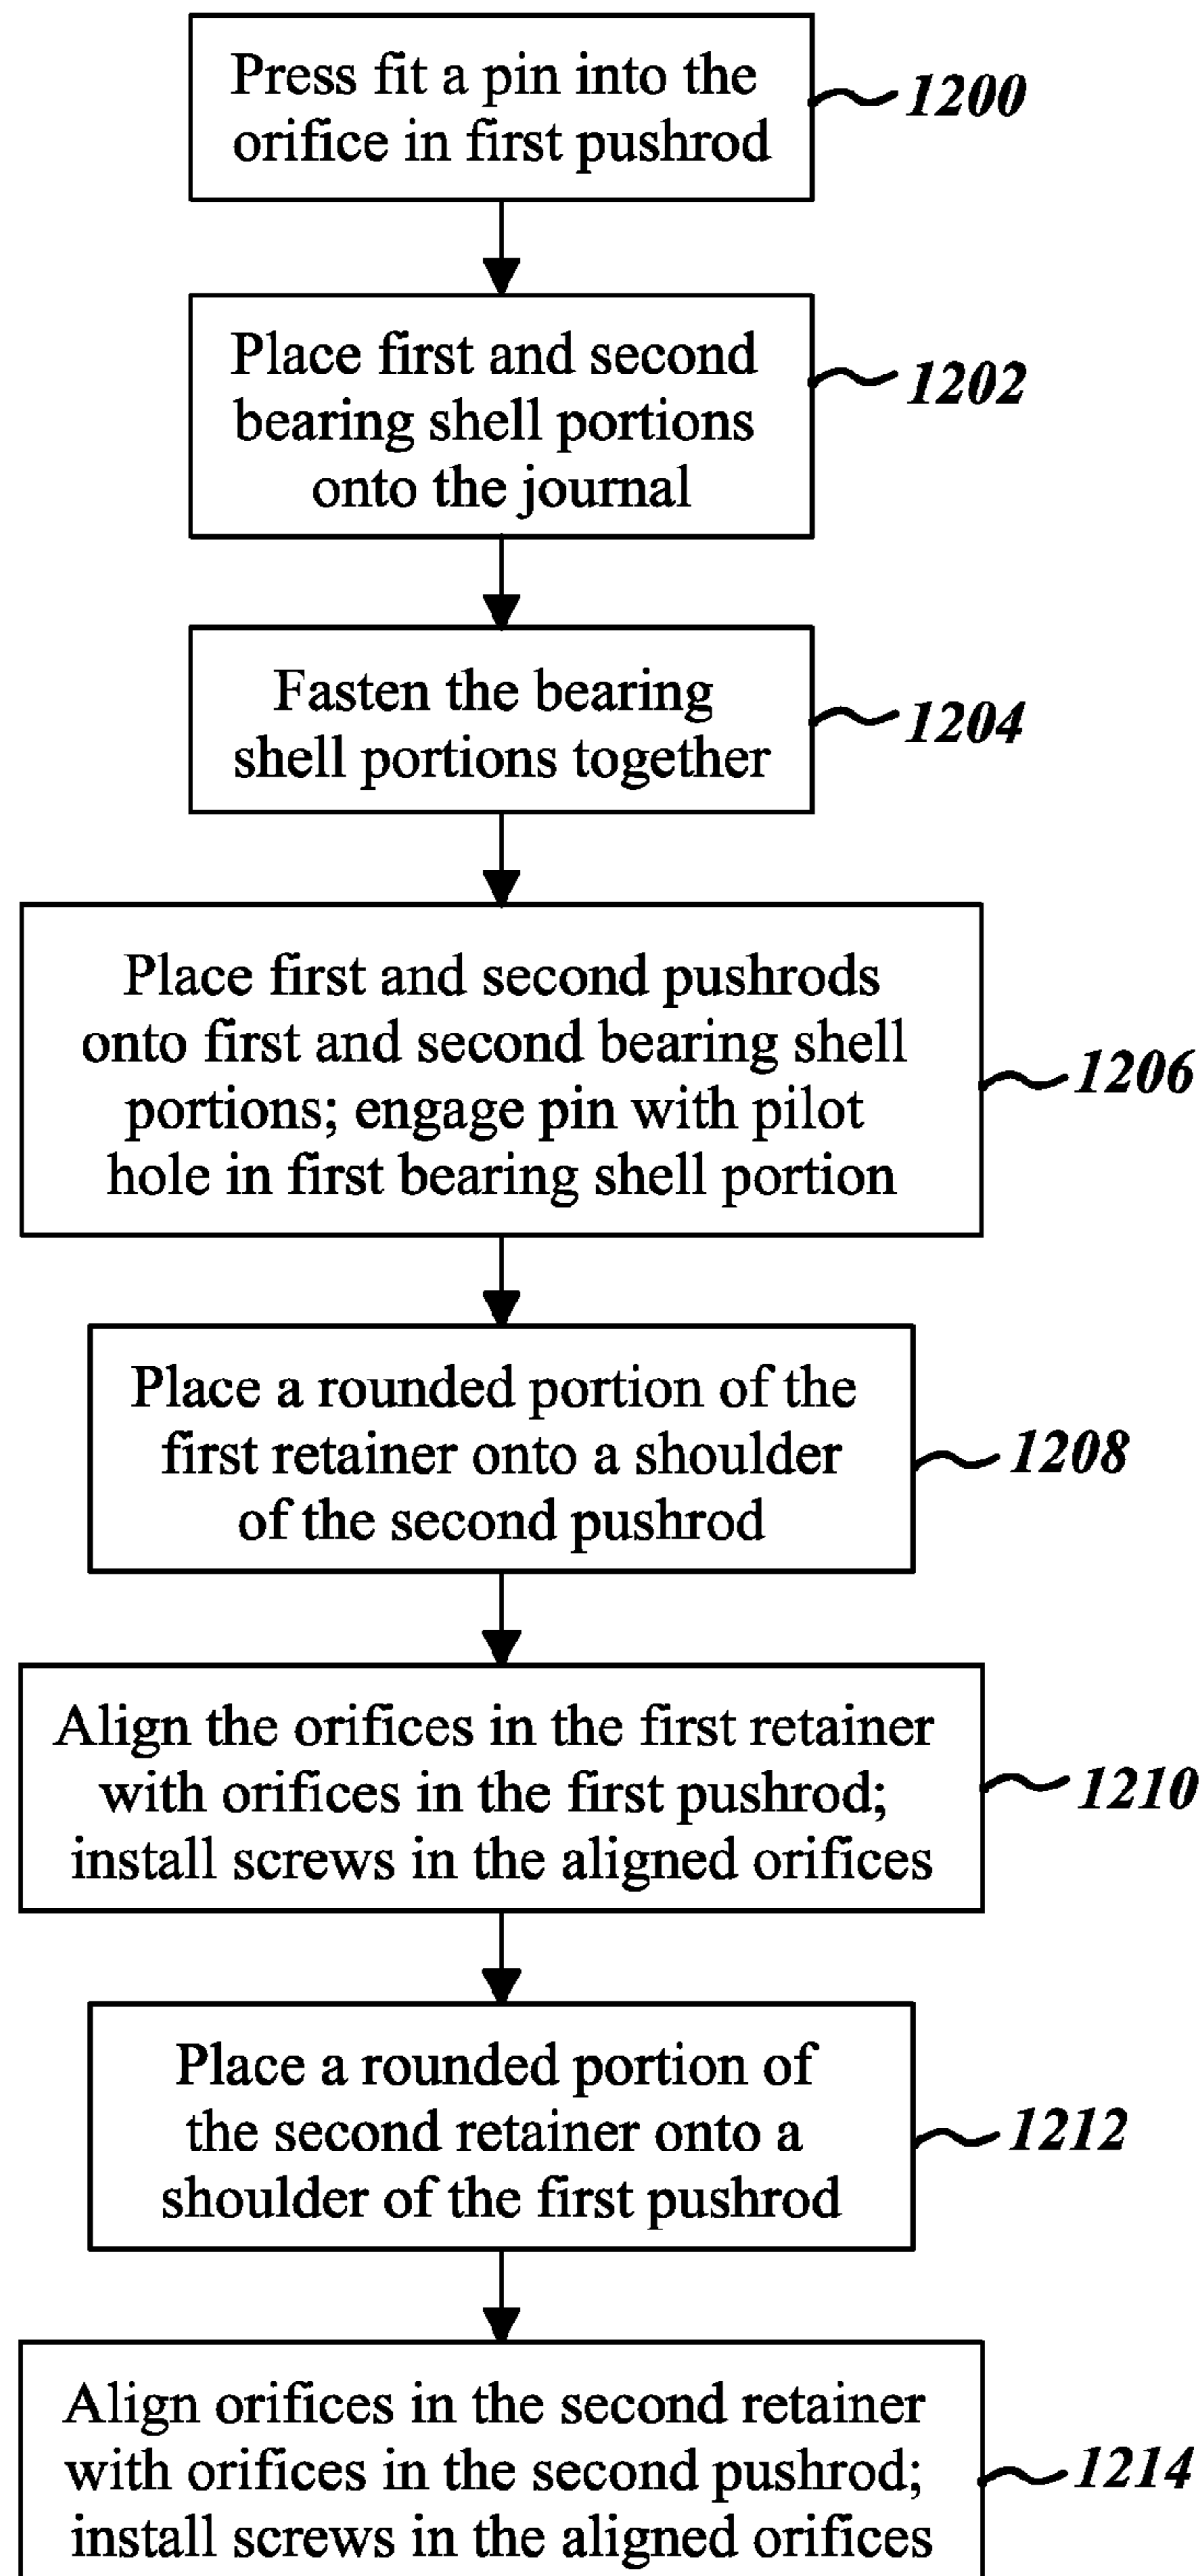 Press fit a pin into the
orifice in first pushrod
1200
Place first and second
bearing shell portions
onto the journal
1202
Fasten the bearing
shell portions together
1204
Place first and second pushrods
onto first and second bearing shell
portions; engage pin with pilot
hole in first bearing shell portion
1206
Place a rounded portion of the
first retainer onto a shoulder
of the second pushrod
1208
Align the orifices in the first retainer
with orifices in the first pushrod;
install screws in the aligned orifices
1210
Place a rounded portion of
the second retainer onto a
shoulder of the first pushrod
1212
Align orifices in the second retainer
with orifices in the second pushrod;
install screws in the aligned orifices
1214